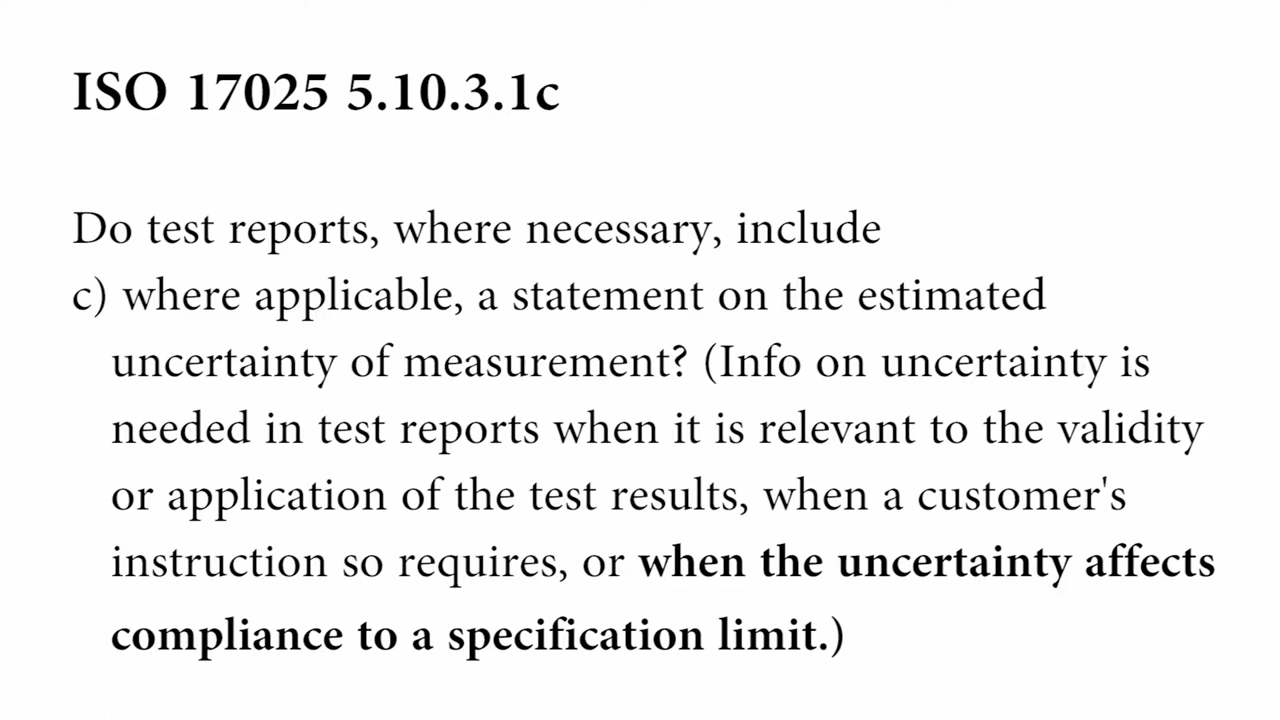 ISO 17025 5.10.3.1c
Do test reports, where necessary, include
c) where applicable, a statement on the estimated
uncertainty of measurement? (Info on uncertainty is
needed in test reports when it is relevant to the validity
or application of the test results, when a customer's
instruction so requires, or when the uncertainty affects
compliance to a specification limit.)